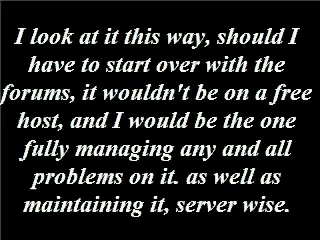 I look at it this way, should I
have to start over with the
forums, it wouldn't be on a free
host, and I would be the one
fully managing any and all
problems on it. as well as
maintaining it, server wise.